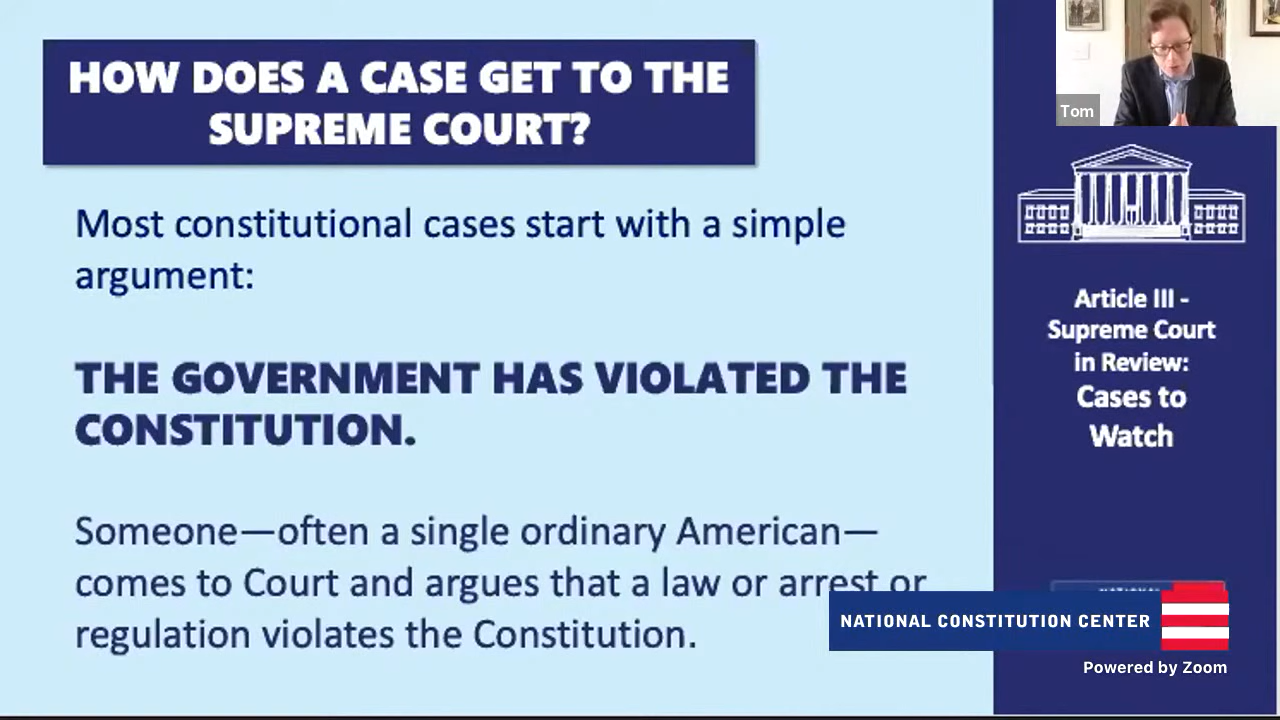 HOW DOES A CASE GET TO THE
SUPREME COURT?
Most constitutional cases start with a simple
argument:
THE GOVERNMENT HAS VIOLATED THE
CONSTITUTION.
Someone—often a single ordinary American—
comes to Court and argues that a law or arrest or
regulation violates the Constitution.
Tom
Article III -
Supreme Court
in Review:
Cases to
Watch
NATIONAL CONSTITUTION CENTER
Powered by Zoom